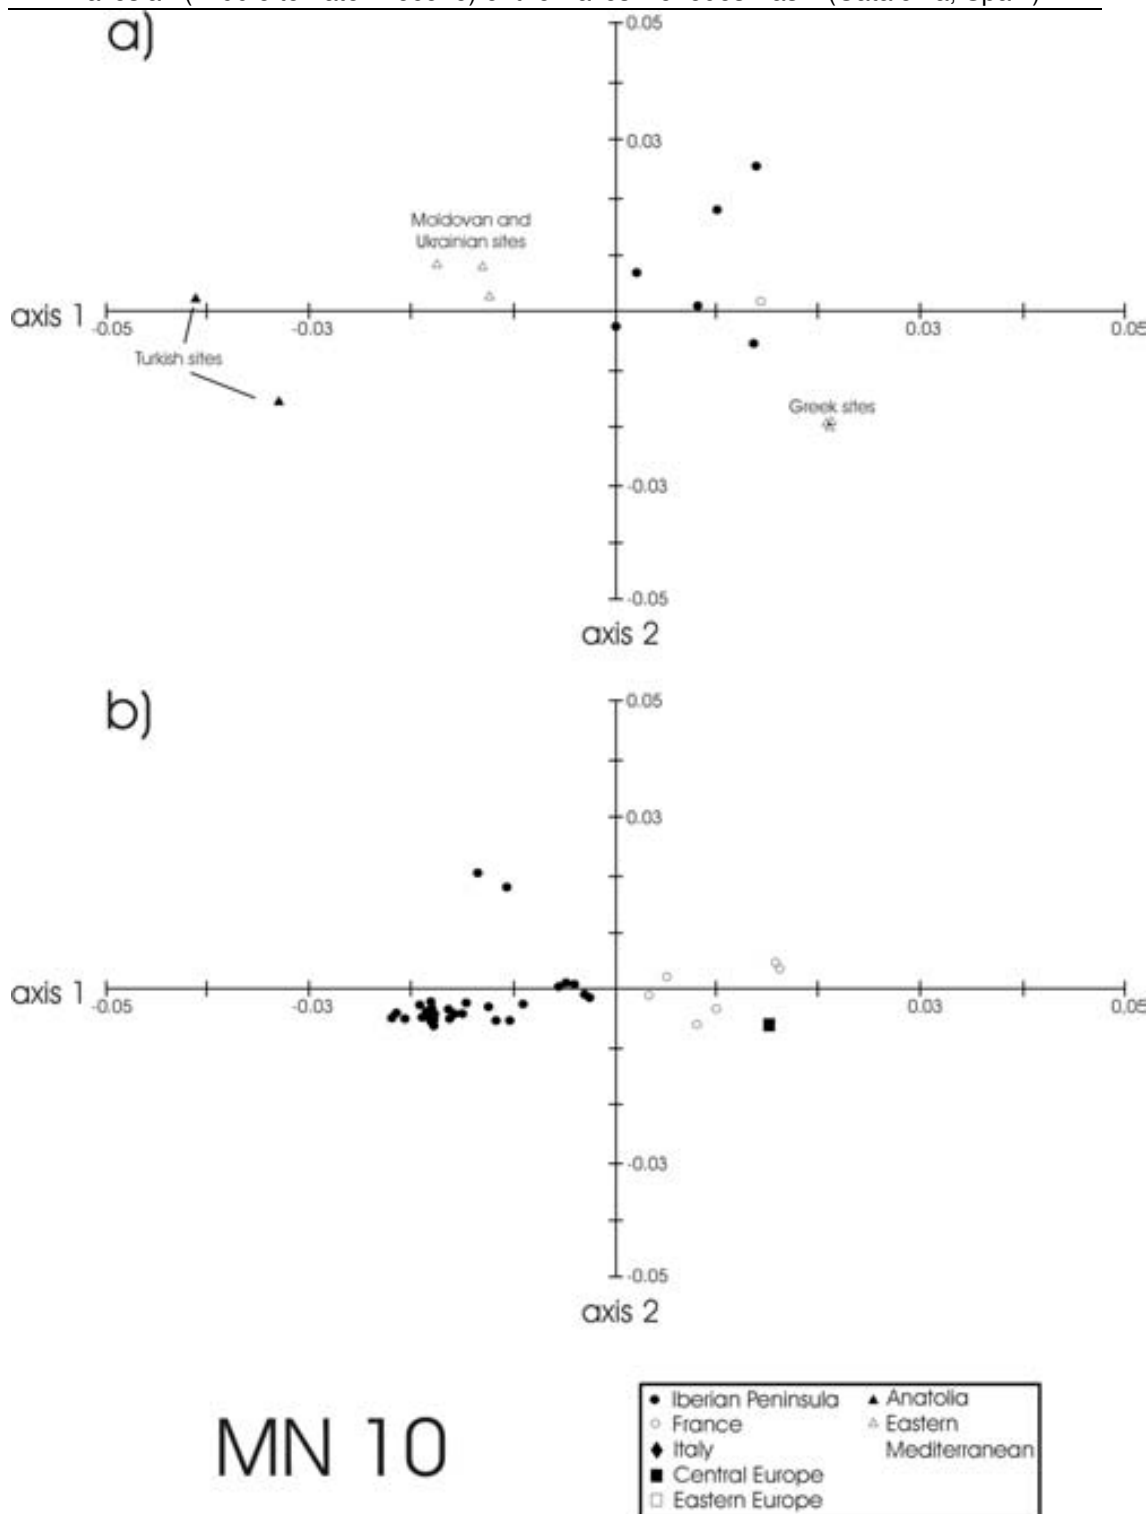 a)
0.05
0.03
Moldovan and
Ukrainian sites
axis 1
-0.05
-0.03
0.03
0.05
Turkish sites
Greek sites
-0.03
-0.05
axis 2
b)
0.05
0.03
axis 1
-0.05
-0.03
0.03
0.05
-0.03
-0.05
axis 2
MN 10
Iberian Peninsula
France
Italy
Central Europe
Eastern Europe
Anatolia
Eastern
Mediterranean